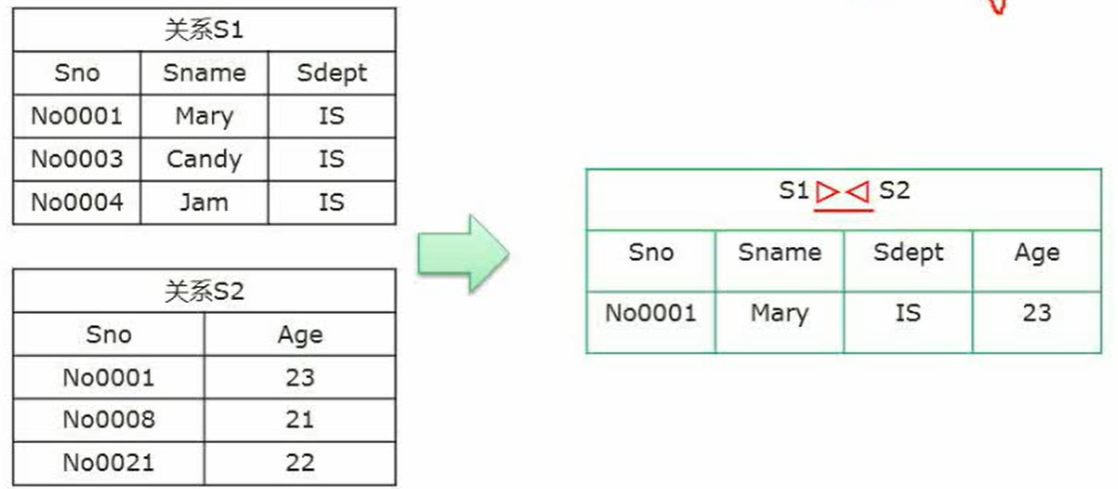 关系S1
Sno Sname Sdept
No0001 Mary IS
No0003 Candy IS
No0004 Jam IS
关系S2
Sno Age
No0001 23
No0008 21
No0021 22
S1 ▷◁ S2
Sno Sname Sdept Age
No0001 Mary IS 23